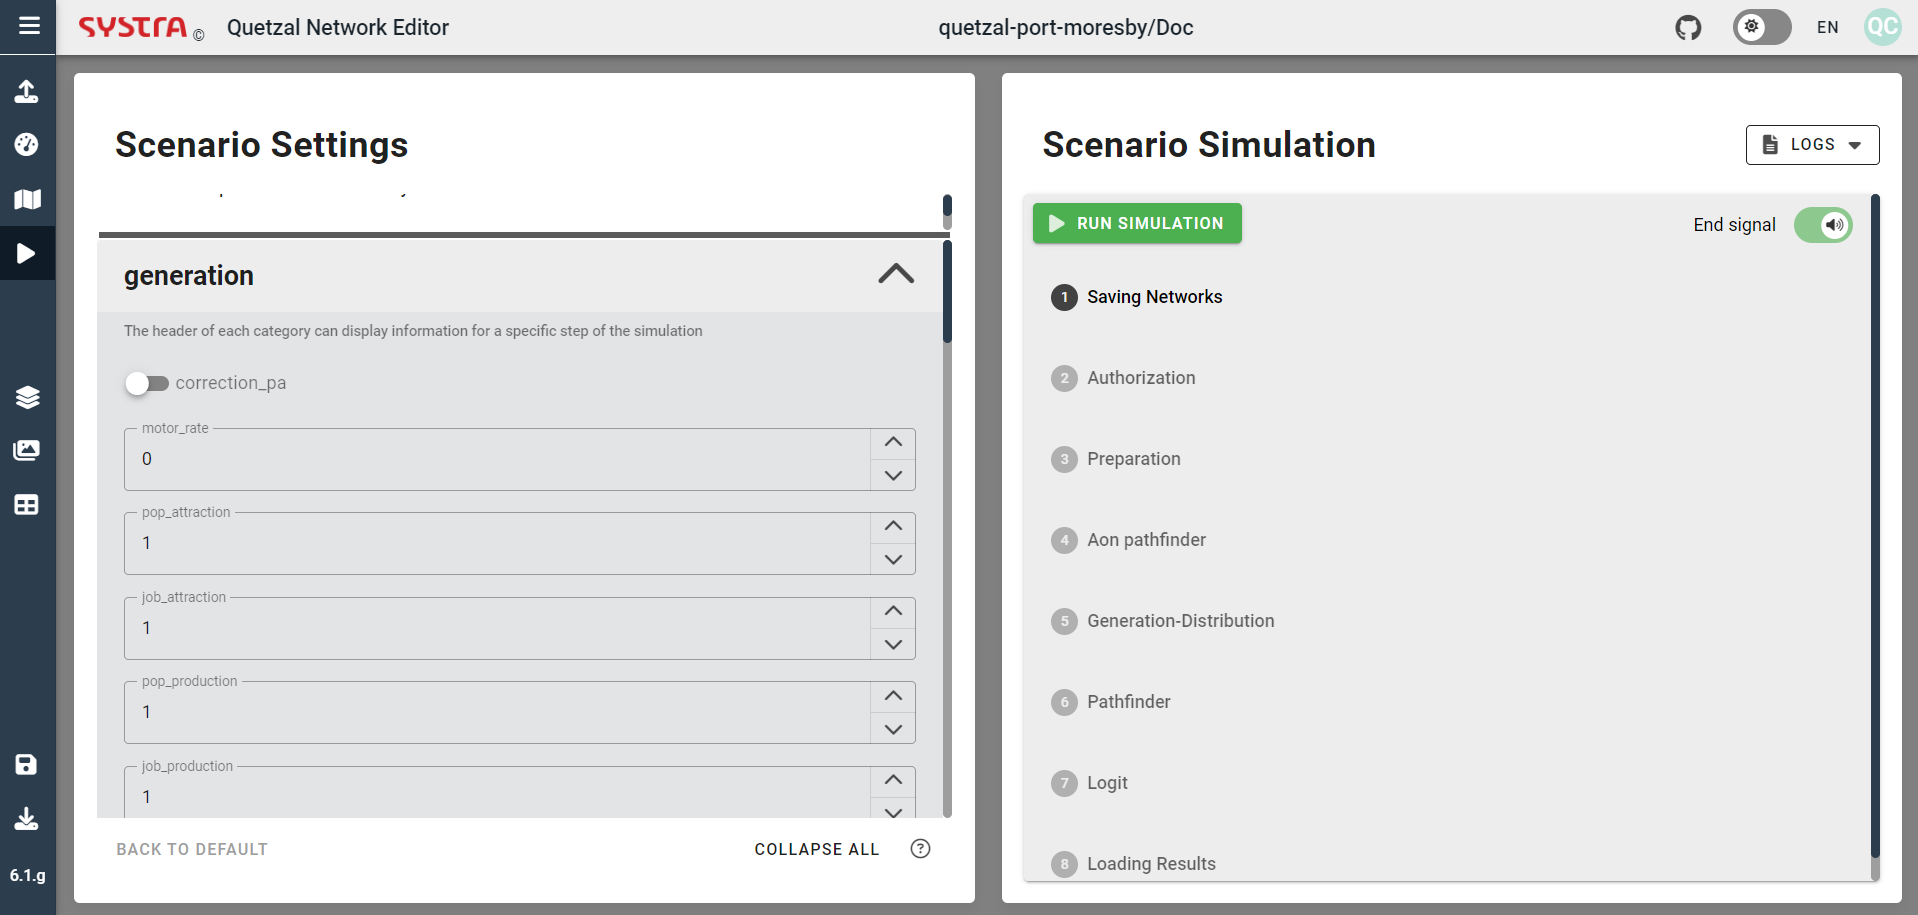 SYSTRA ©
Quetzal Network Editor
quetzal-port-moresby/Doc
EN
QC
Scenario Settings
generation
The header of each category can display information for a specific step of the simulation
correction_pa
motor_rate
0
pop_attraction
1
job_attraction
1
pop_production
1
job_production
1
BACK TO DEFAULT
COLLAPSE ALL
?
6.1.g
Scenario Simulation
LOGS
RUN SIMULATION
End signal
1 Saving Networks
2 Authorization
3 Preparation
4 Aon pathfinder
5 Generation-Distribution
6 Pathfinder
7 Logit
8 Loading Results